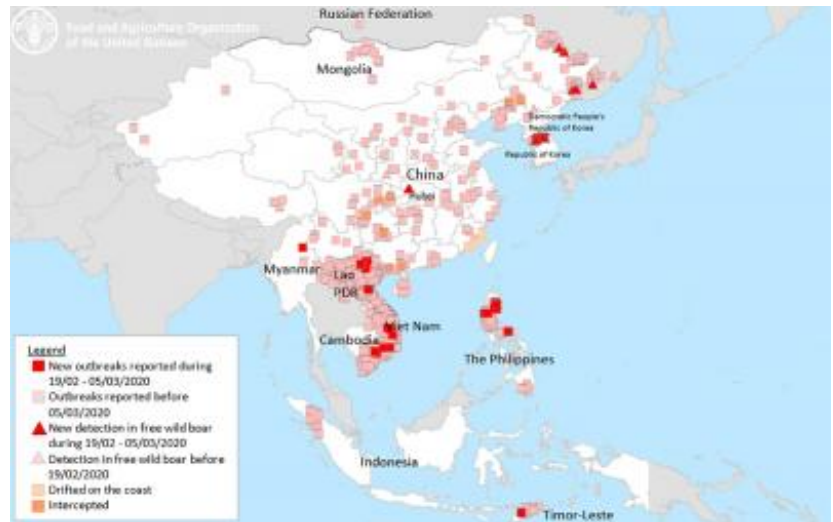 Food and Agriculture Organization
of the United Nations
Russian Federation
Mongolia
Democratic People's
Republic of Korea
Republic of Korea
China
Hubei
Myanmar
Lao
PDR
Viet Nam
Cambodia
The Philippines
Indonesia
Timor-Leste
Legend
New outbreaks reported during
19/02 - 05/03/2020
Outbreaks reported before
05/03/2020
New detection in free wild boar
during 19/02 - 05/03/2020
Detection in free wild boar before
19/02/2020
Drifted on the coast
Intercepted